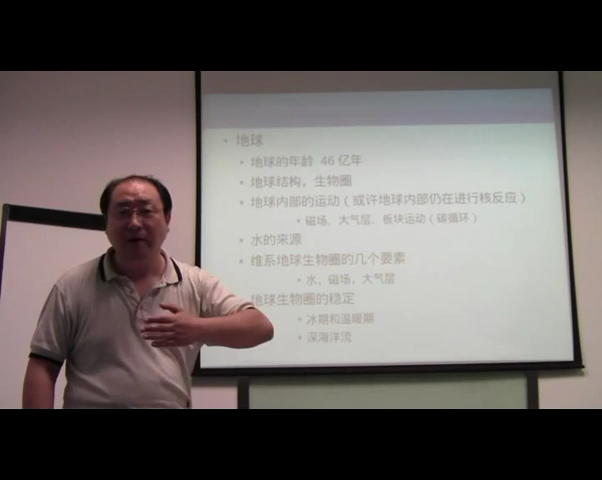 • 地球
• 地球的年龄 46 亿年
• 地球结构，生物圈
• 地球内部的运动（或许地球内部仍在进行核反应）
• 磁场、大气层、板块运动（碳循环）
• 水的来源
• 维系地球生物圈的几个要素
• 水，磁场，大气层
地球生物圈的稳定
• 冰期和温暖期
• 深海洋流